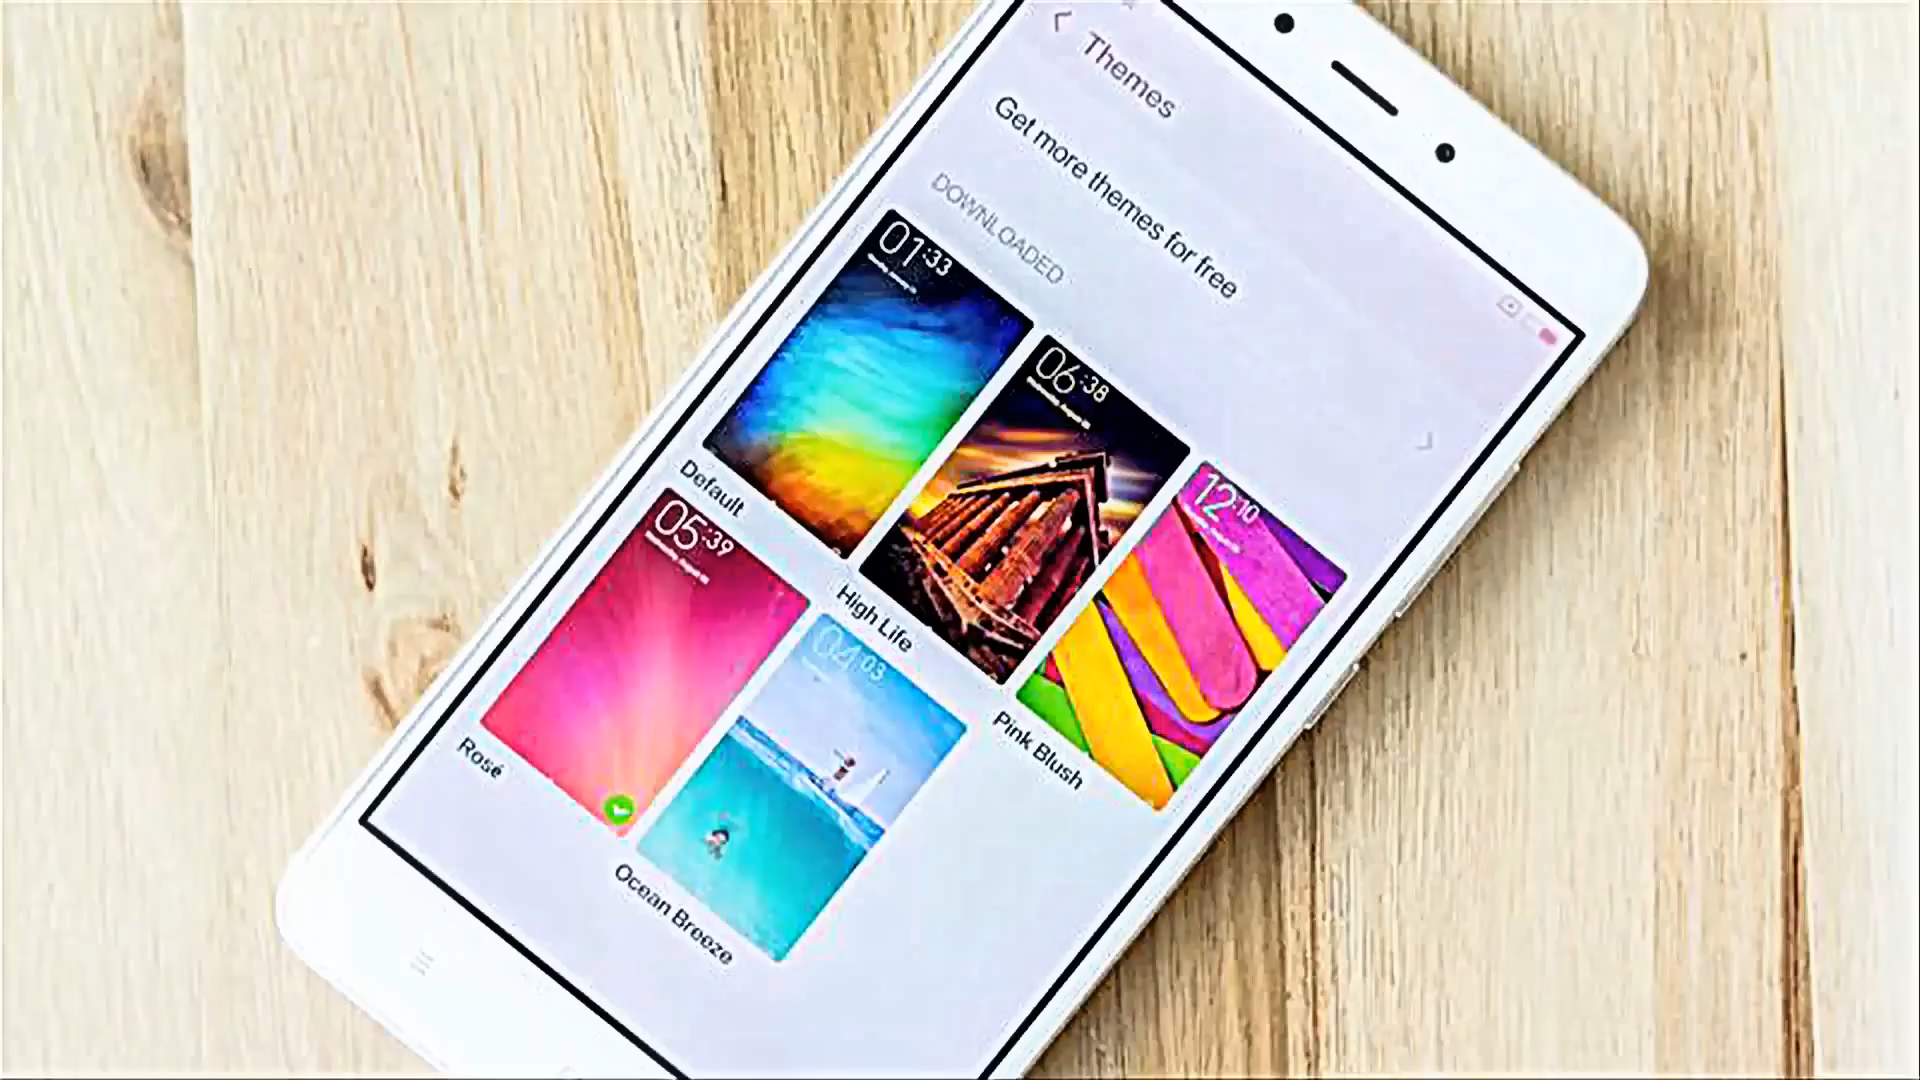 Themes
Get more themes for free
DOWNLOADED
01:33
Default
06:38
High Life
12:10
Pink Blush
05:39
Rosé
04:03
Ocean Breeze